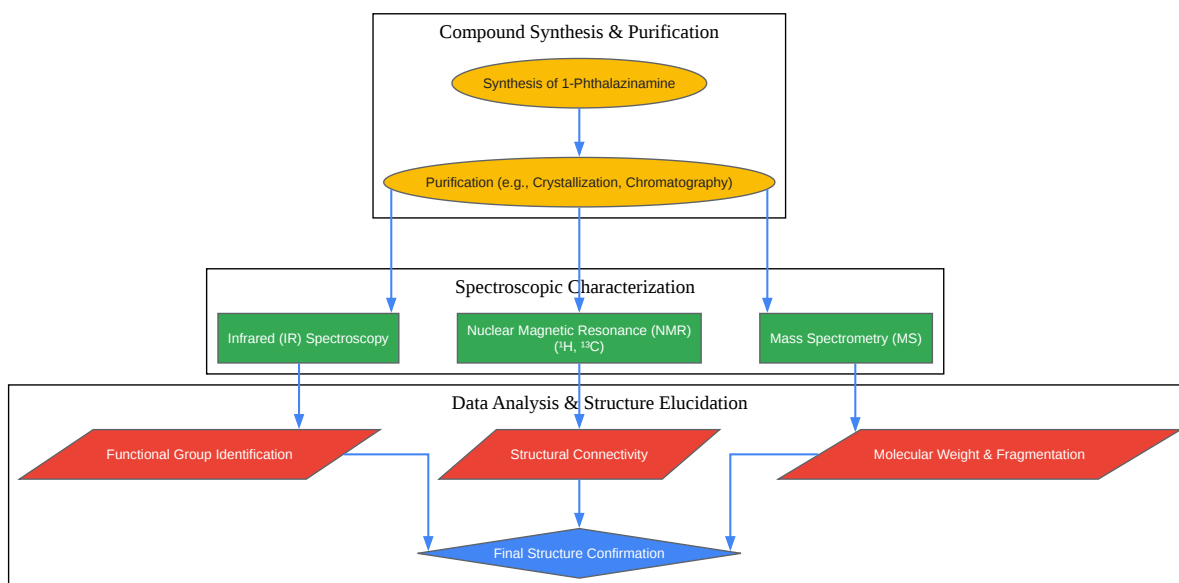 Compound Synthesis & Purification
Synthesis of 1-Phthalazinamine
Purification (e.g., Crystallization, Chromatography)
Spectroscopic Characterization
Infrared (IR) Spectroscopy
Nuclear Magnetic Resonance (NMR)
(¹H, ¹³C)
Mass Spectrometry (MS)
Data Analysis & Structure Elucidation
Functional Group Identification
Structural Connectivity
Molecular Weight & Fragmentation
Final Structure Confirmation